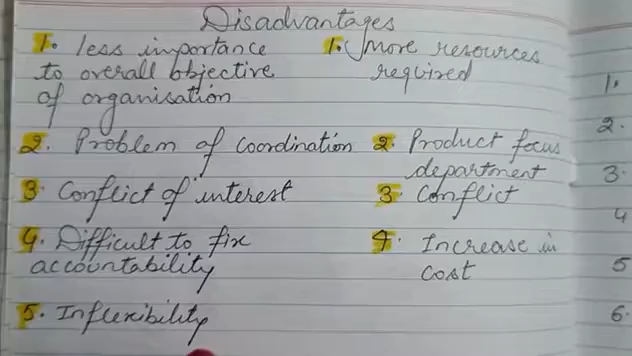 Disadvantages
1. less importance
to overall objective
of organisation
2. Problem of coordination
3. Conflict of interest
4. Difficult to fix
accountability
5. Inflexibility
1. More resources
required
2. Product focus
department
3. Conflict
4. Increase in
cost
1.
2.
3.
4
5
6.